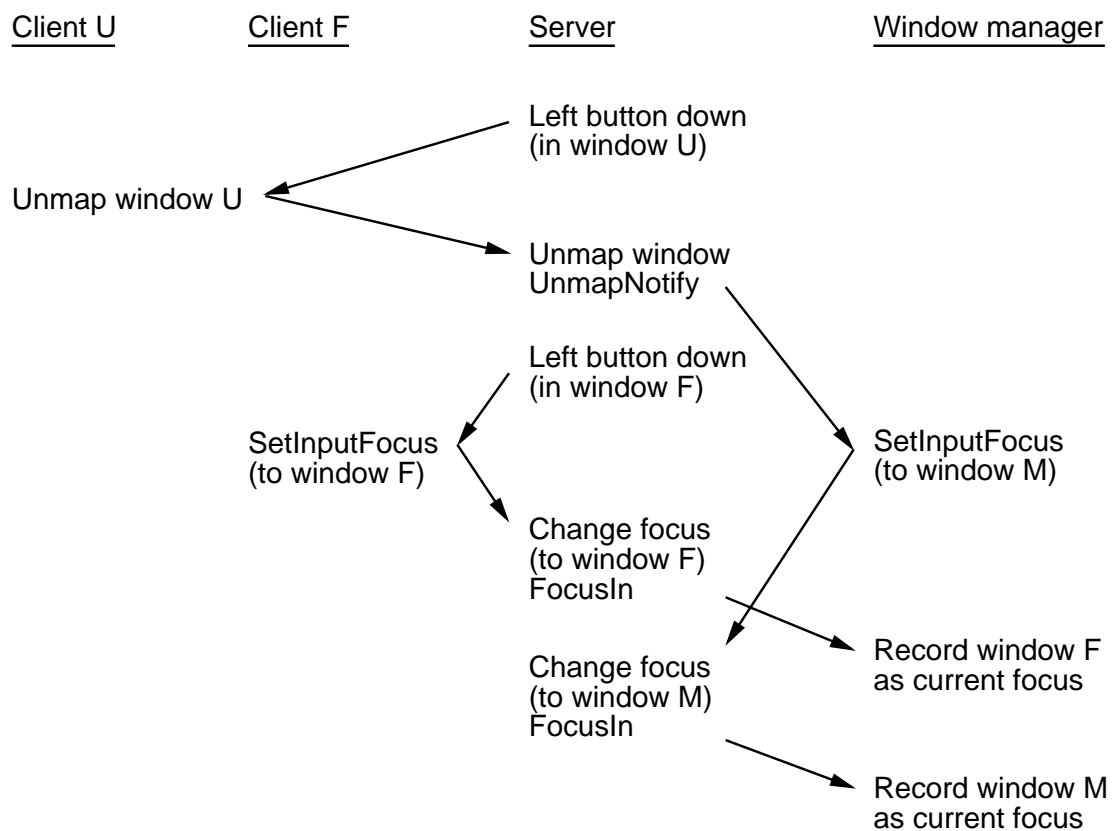 Client U
Client F
Server
Window manager
Left button down
(in window U)
Unmap window U
Unmap window
UnmapNotify
Left button down
(in window F)
SetInputFocus
(to window F)
SetInputFocus
(to window M)
Change focus
(to window F)
FocusIn
Record window F
as current focus
Change focus
(to window M)
FocusIn
Record window M
as current focus